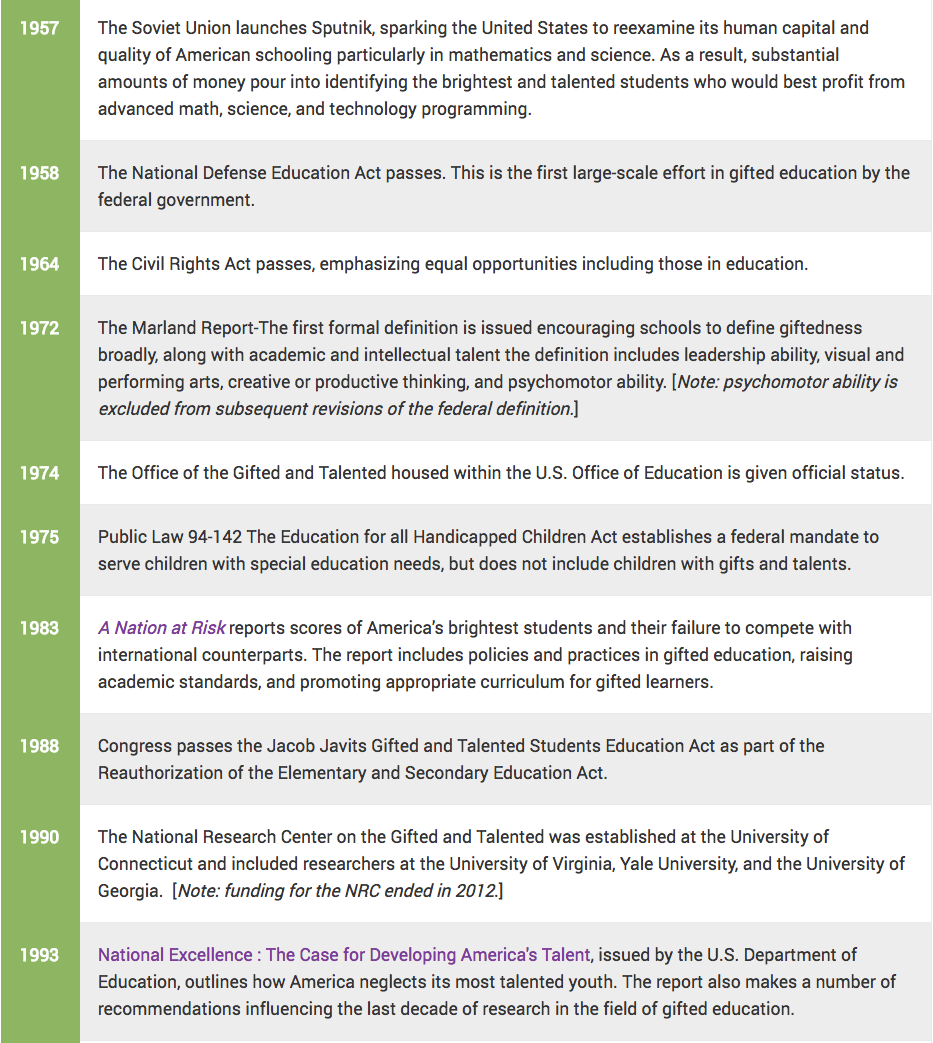 1957
The Soviet Union launches Sputnik, sparking the United States to reexamine its human capital and
quality of American schooling particularly in mathematics and science. As a result, substantial
amounts of money pour into identifying the brightest and talented students who would best profit from
advanced math, science, and technology programming.
1958
The National Defense Education Act passes. This is the first large-scale effort in gifted education by the
federal government.
1964
The Civil Rights Act passes, emphasizing equal opportunities including those in education.
1972
The Marland Report-The first formal definition is issued encouraging schools to define giftedness
broadly, along with academic and intellectual talent the definition includes leadership ability, visual and
performing arts, creative or productive thinking, and psychomotor ability. [Note: psychomotor ability is
excluded from subsequent revisions of the federal definition.]
1974
The Office of the Gifted and Talented housed within the U.S. Office of Education is given official status.
1975
Public Law 94-142 The Education for all Handicapped Children Act establishes a federal mandate to
serve children with special education needs, but does not include children with gifts and talents.
1983
A Nation at Risk reports scores of America’s brightest students and their failure to compete with
international counterparts. The report includes policies and practices in gifted education, raising
academic standards, and promoting appropriate curriculum for gifted learners.
1988
Congress passes the Jacob Javits Gifted and Talented Students Education Act as part of the
Reauthorization of the Elementary and Secondary Education Act.
1990
The National Research Center on the Gifted and Talented was established at the University of
Connecticut and included researchers at the University of Virginia, Yale University, and the University of
Georgia.  [Note: funding for the NRC ended in 2012.]
1993
National Excellence : The Case for Developing America's Talent, issued by the U.S. Department of
Education, outlines how America neglects its most talented youth. The report also makes a number of
recommendations influencing the last decade of research in the field of gifted education.